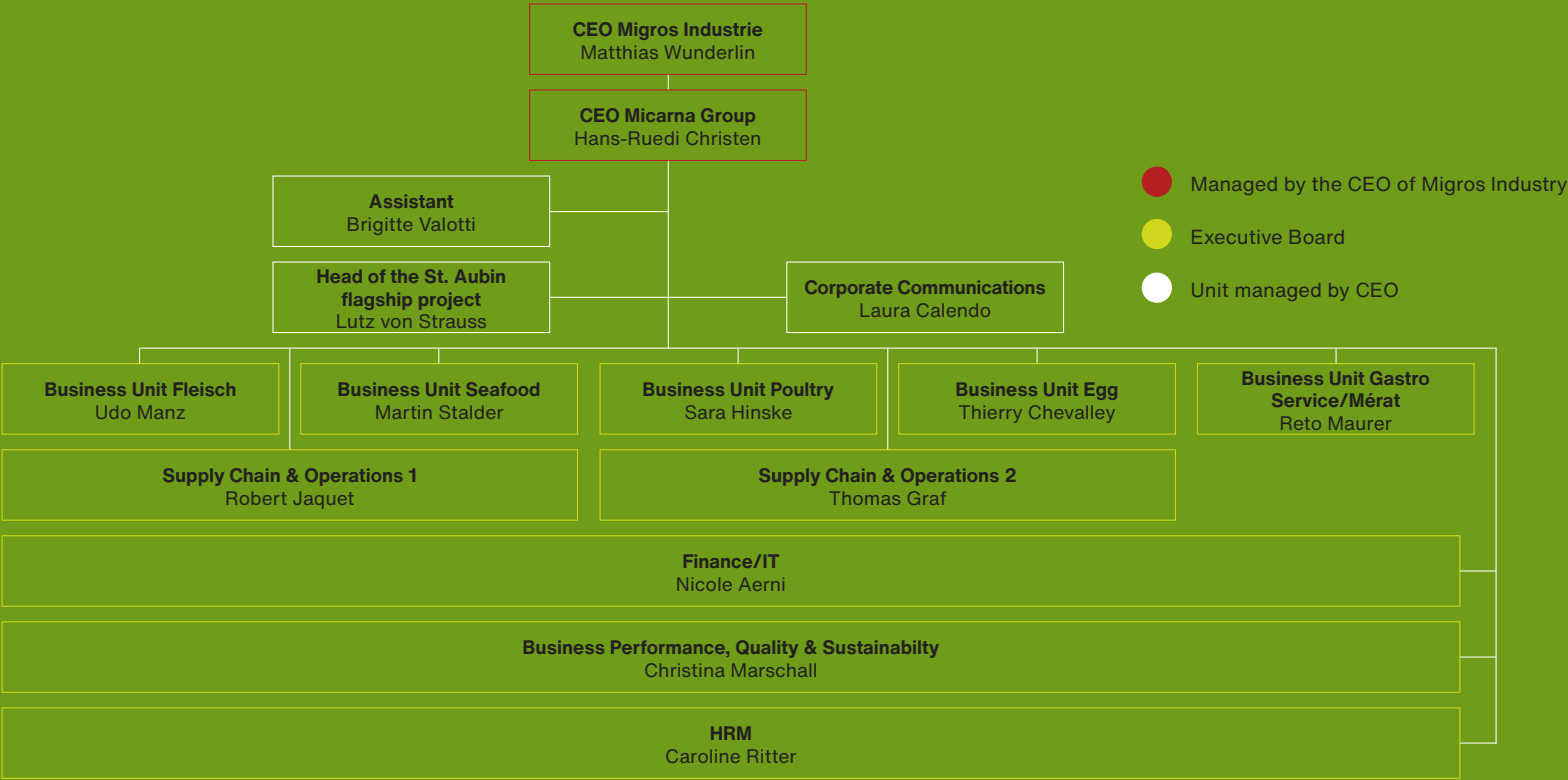 CEO Migros Industrie
Matthias Wunderlin
CEO Micarna Group
Hans-Ruedi Christen
Managed by the CEO of Migros Industry
Executive Board
Unit managed by CEO
Assistant
Brigitte Valotti
Head of the St. Aubin
flagship project
Lutz von Strauss
Corporate Communications
Laura Calendo
Business Unit Fleisch
Udo Manz
Business Unit Seafood
Martin Stalder
Business Unit Poultry
Sara Hinske
Business Unit Egg
Thierry Chevalley
Business Unit Gastro
Service/Mérat
Reto Maurer
Supply Chain & Operations 1
Robert Jaquet
Supply Chain & Operations 2
Thomas Graf
Finance/IT
Nicole Aerni
Business Performance, Quality & Sustainabilty
Christina Marschall
HRM
Caroline Ritter